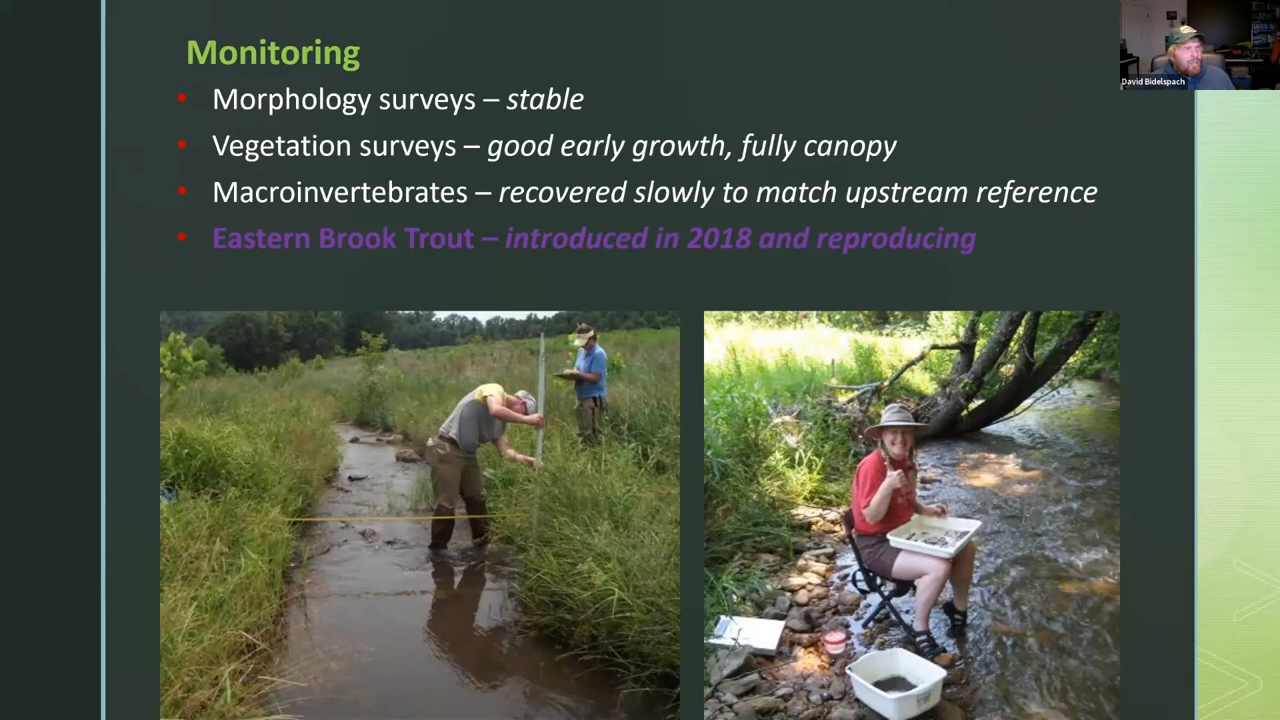 Monitoring
• Morphology surveys – stable
• Vegetation surveys – good early growth, fully canopy
• Macroinvertebrates – recovered slowly to match upstream reference
• Eastern Brook Trout – introduced in 2018 and reproducing
David Bidelspach